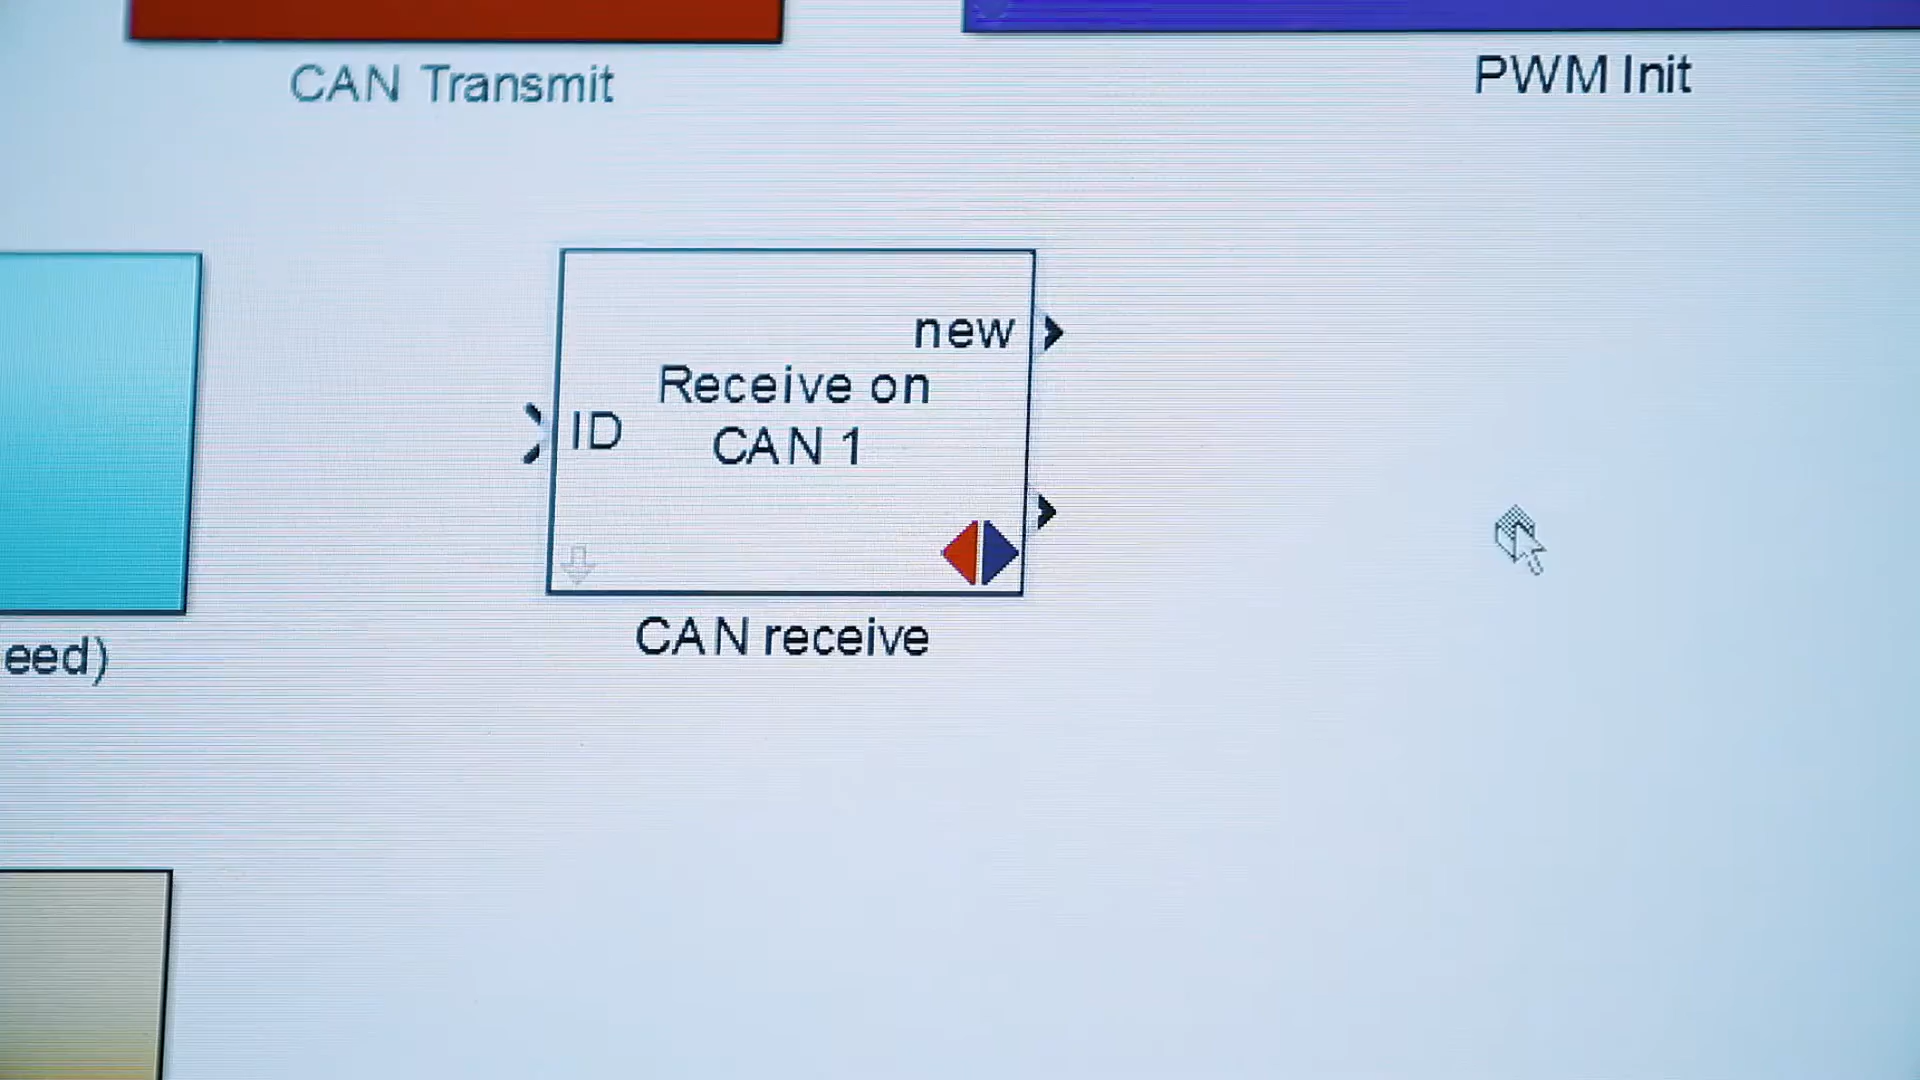 CAN Transmit
PWM Init
new
Receive on
CAN 1
ID
CAN receive
eed)